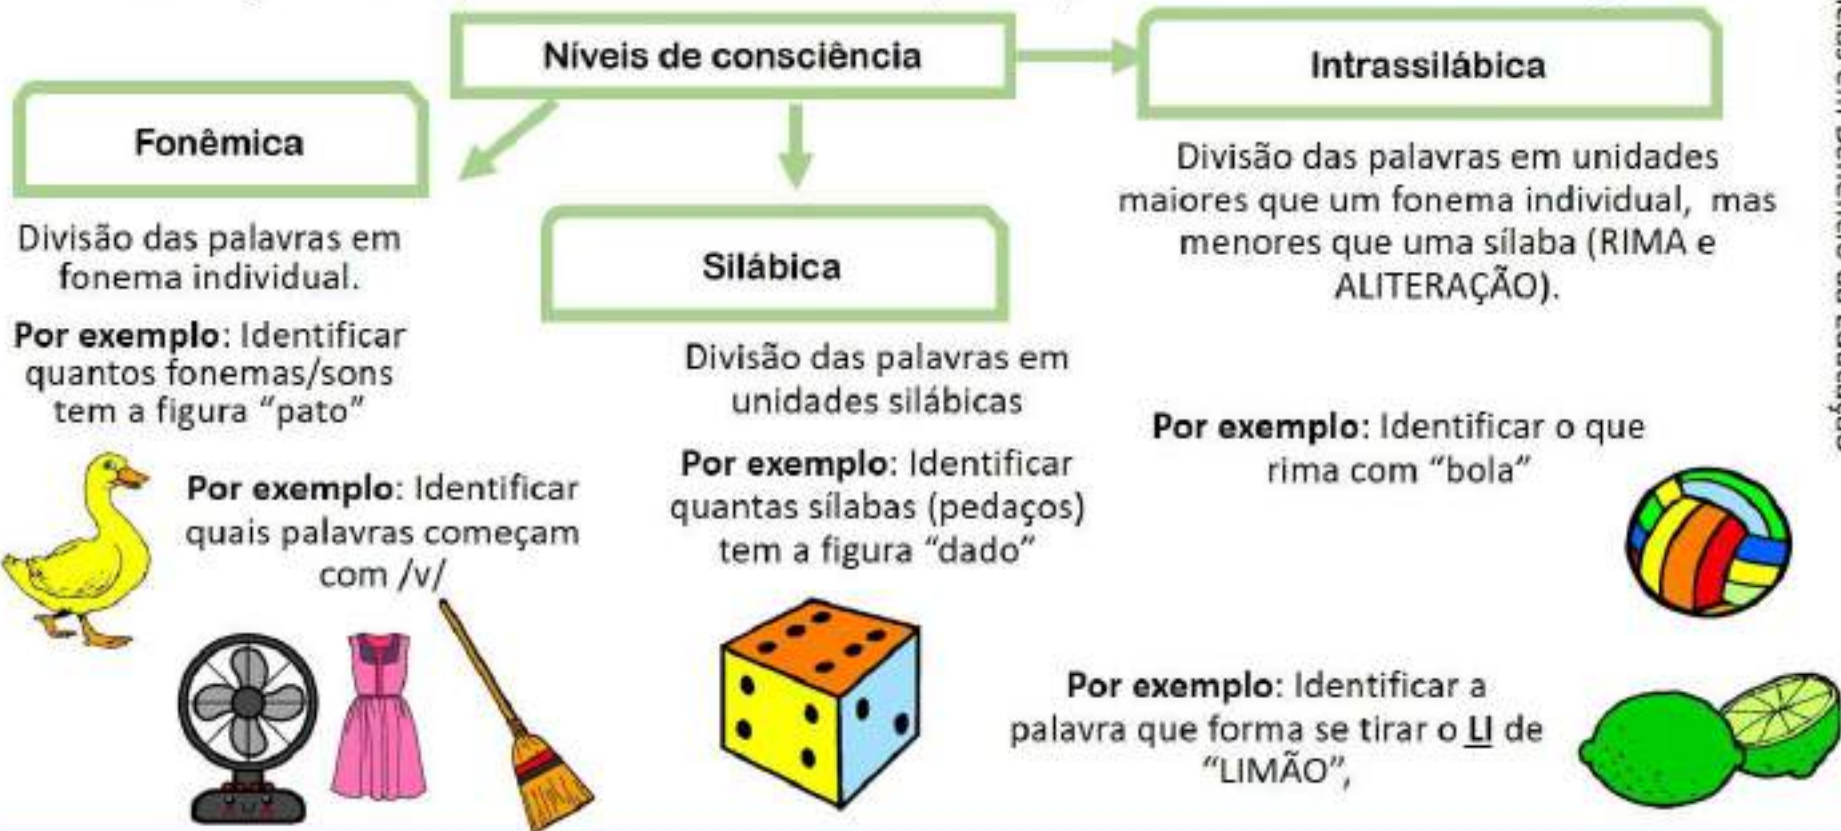 Níveis de consciência
Fonêmica
Divisão das palavras em
fonema individual.
Por exemplo: Identificar
quantos fonemas/sons
tem a figura “pato”
Por exemplo: Identificar
quais palavras começam
com /v/
Silábica
Divisão das palavras em
unidades silábicas
Por exemplo: Identificar
quantas sílabas (pedaços)
tem a figura “dado”
Intrassilábica
Divisão das palavras em unidades
maiores que um fonema individual, mas
menores que uma sílaba (RIMA e
ALITERAÇÃO).
Por exemplo: Identificar o que
rima com “bola”
Por exemplo: Identificar a
palavra que forma se tirar o LI de
“LIMÃO”,